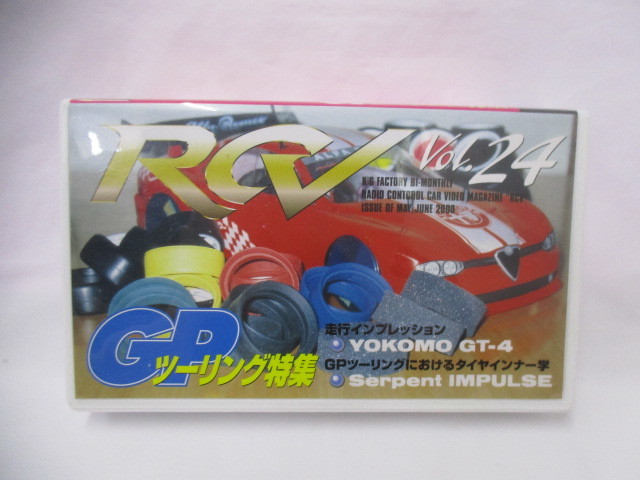 RCV
Vol. 24
K/G FACTORY BI-MONTHLY
RADIO CONTOROL CAR VIDEO MAGAZINE "RCV"
ISSUE OF MAY/JUNE 2000
GP
ツーリング特集
走行インプレッション
YOKOMO GT-4
GPツーリングにおけるタイヤインナー学
Serpent IMPULSE